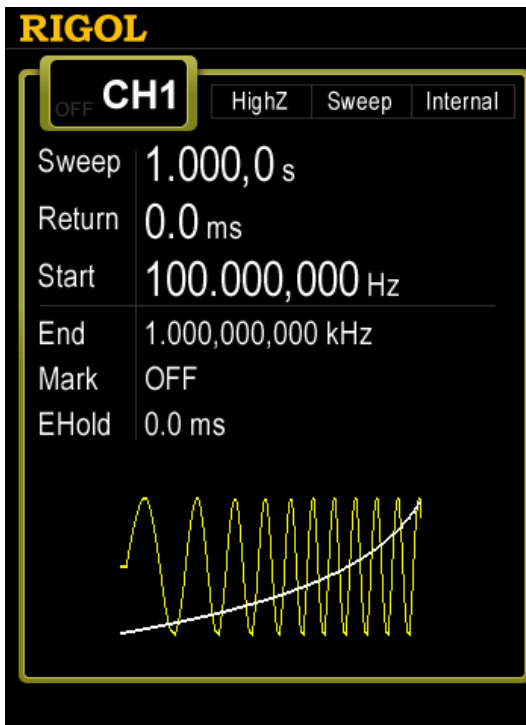 RIGOL
OFF CH1 HighZ Sweep Internal
Sweep 1.000,0 s
Return 0.0 ms
Start 100.000,000 Hz
End 1.000,000,000 kHz
Mark OFF
EHold 0.0 ms